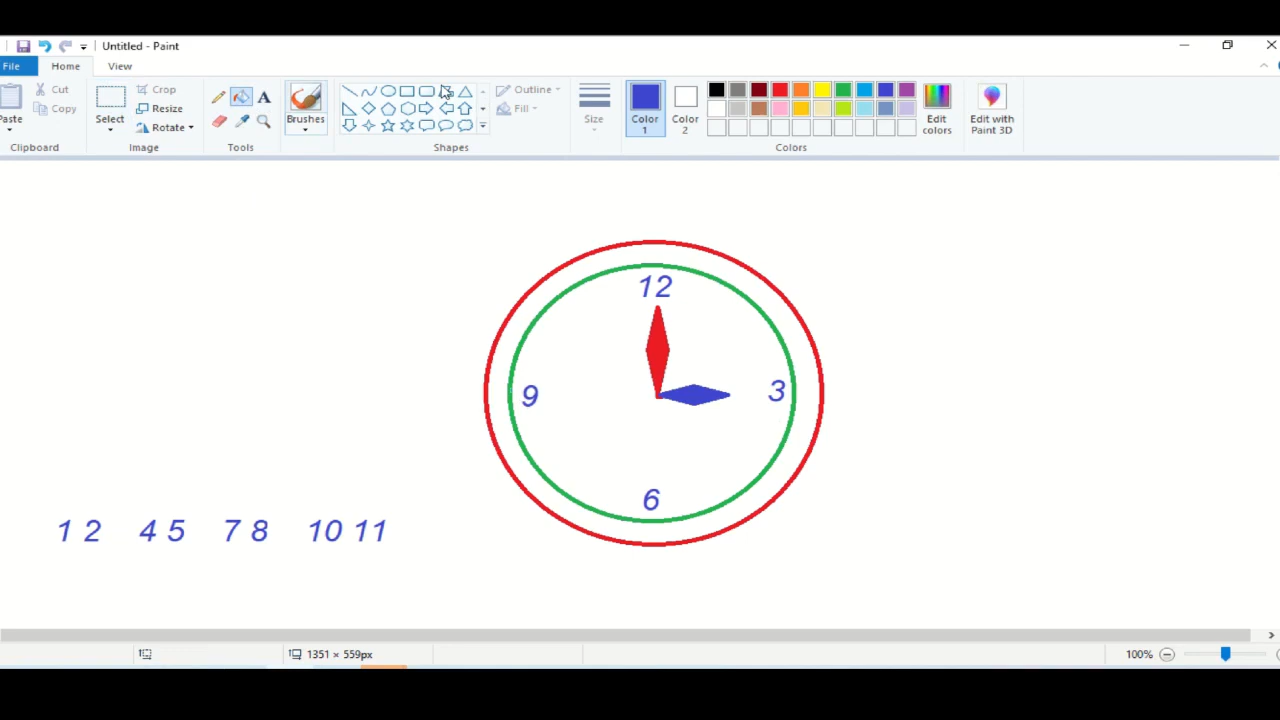 Untitled - Paint
File Home View
Paste
Cut
Copy
Clipboard
Select
Crop
Resize
Rotate
Image
A
Tools
Brushes
Outline
Fill
Shapes
Size
Color 1
Color 2
Edit colors
Colors
Edit with Paint 3D
12
9 3
6
1 2 4 5 7 8 10 11
1351 × 559px
100%